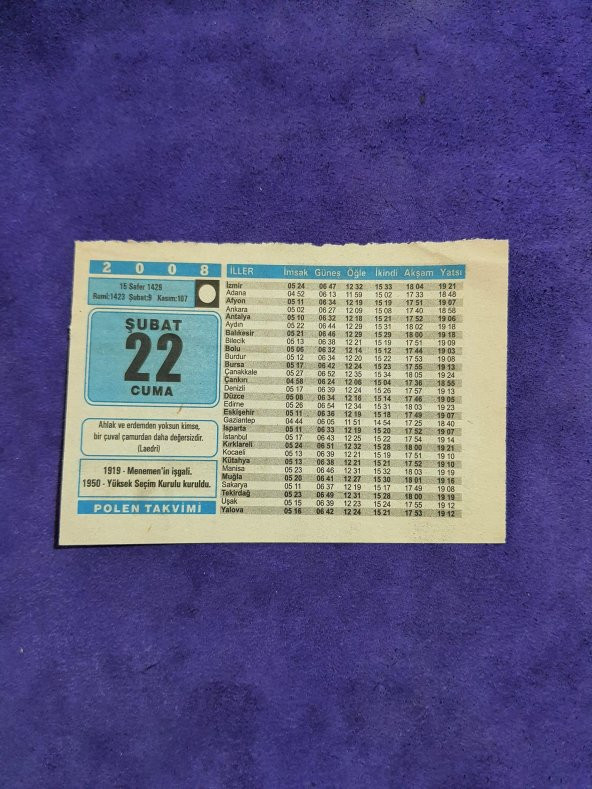 2008
15 Safer 1429
Rumi:1423 Şubat:9 Kasım:107
ŞUBAT
22
CUMA
Ahlak ve erdemden yoksun kimse,
bir çuval çamurdan daha değersizdir.
(Laedri)
1919 - Menemen'in işgali.
1950 - Yüksek Seçim Kurulu kuruldu.
POLEN TAKVİMİ
İLLER İmsak Güneş Öğle İkindi Akşam Yatsı
İzmir 05 24 06 47 12 32 15 33 18 04 19 21
Adana 04 52 06 13 11 59 15 02 17 33 18 48
Afyon 05 11 06 34 12 19 15 19 17 51 19 07
Ankara 05 02 06 27 12 09 15 08 17 40 18 58
Antalya 05 10 06 32 12 18 15 21 17 52 19 06
Aydın 05 22 06 44 12 29 15 31 18 02 19 18
Balıkesir 05 21 06 46 12 29 15 29 18 00 19 18
Bilecik 05 13 06 38 12 21 15 19 17 51 19 09
Bolu 05 06 06 32 12 14 15 12 17 44 19 03
Burdur 05 12 06 34 12 20 15 22 17 53 19 08
Bursa 05 17 06 42 12 24 15 23 17 55 19 13
Çanakkale 05 27 06 52 12 35 15 34 18 05 19 24
Çankırı 04 58 06 24 12 06 15 04 17 36 18 55
Denizli 05 17 06 39 12 24 15 26 17 57 19 13
Düzce 05 08 06 34 12 16 15 14 17 46 19 05
Edirne 05 26 06 54 12 34 15 31 18 03 19 23
Eskişehir 05 11 06 36 12 19 15 18 17 49 19 07
Gaziantep 04 44 06 05 11 51 14 54 17 25 18 40
Isparta 05 11 06 33 12 19 15 20 17 52 19 07
İstanbul 05 17 06 43 12 25 15 22 17 54 19 14
Kırklareli 05 24 06 51 12 32 15 28 18 00 19 21
Kocaeli 05 13 06 39 12 21 15 19 17 51 19 10
Kütahya 05 13 06 38 12 21 15 21 17 52 19 10
Manisa 05 23 06 46 12 31 15 32 18 03 19 19
Muğla 05 20 06 41 12 27 15 30 18 01 19 16
Sakarya 05 11 06 37 12 19 15 17 17 49 19 08
Tekirdağ 05 23 06 49 12 31 15 28 18 00 19 19
Uşak 05 15 06 39 12 23 15 24 17 55 19 12
Yalova 05 16 06 42 12 24 15 21 17 53 19 12